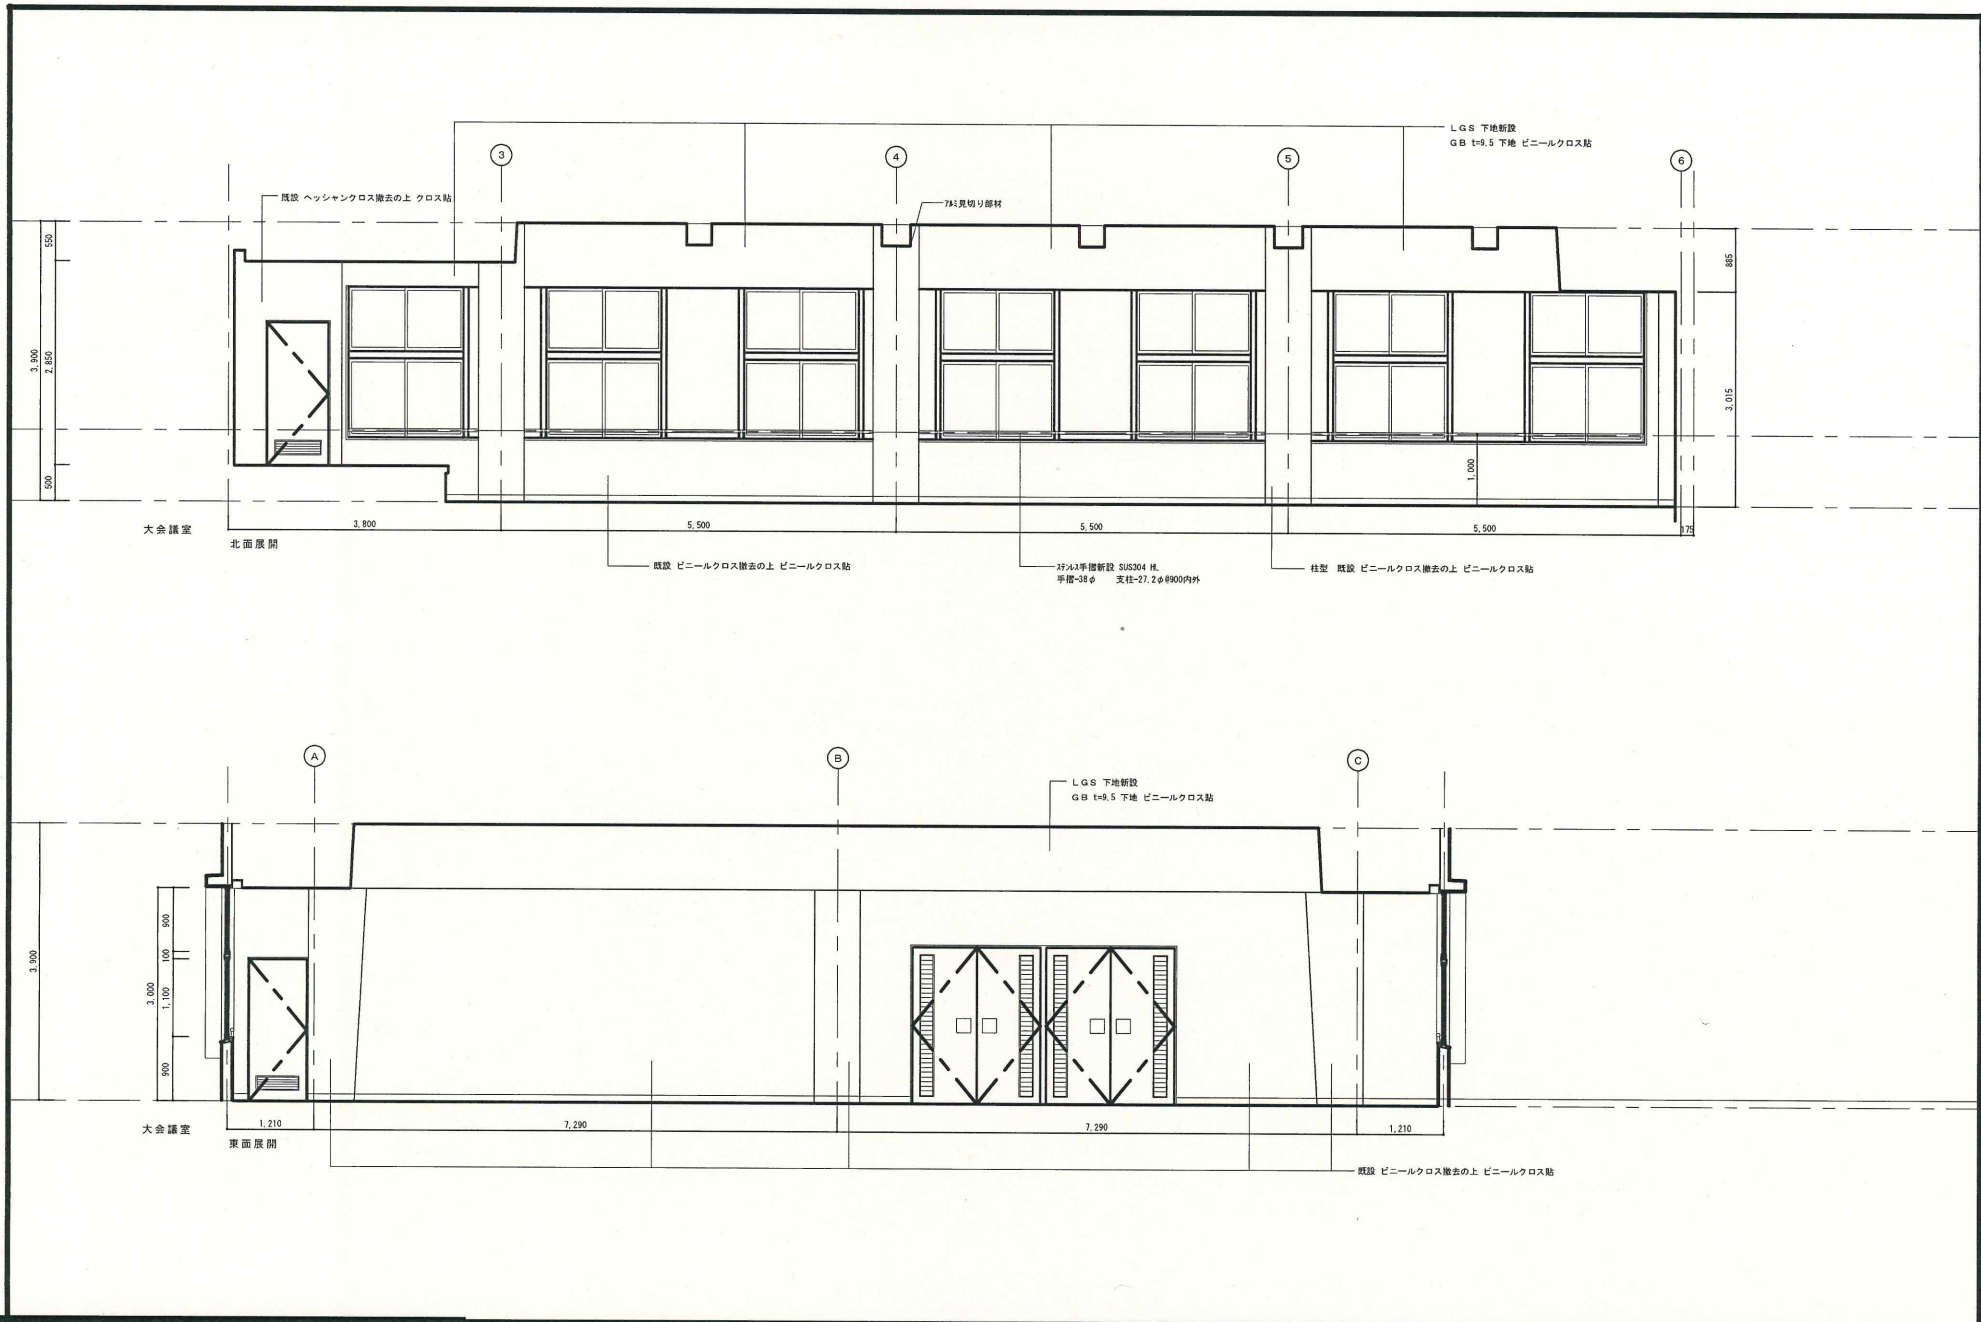 LGS 下地新設
GB t=9.5 下地 ビニールクロス貼
3
4
5
6
既設 ヘッシャンクロス撤去の上 クロス貼
アルミ見切り部材
550
3,900
2,850
500
885
3,015
1,000
大会議室
北面展開
3,800
5,500
5,500
5,500
175
既設 ビニールクロス撤去の上 ビニールクロス貼
ステンレス手摺新設 SUS304 HL
手摺-38φ 支柱-27.2φ@900内外
柱型 既設 ビニールクロス撤去の上 ビニールクロス貼
A
B
C
LGS 下地新設
GB t=9.5 下地 ビニールクロス貼
3,900
3,000
900
100
1,100
900
大会議室
東面展開
1,210
7,290
7,290
1,210
既設 ビニールクロス撤去の上 ビニールクロス貼